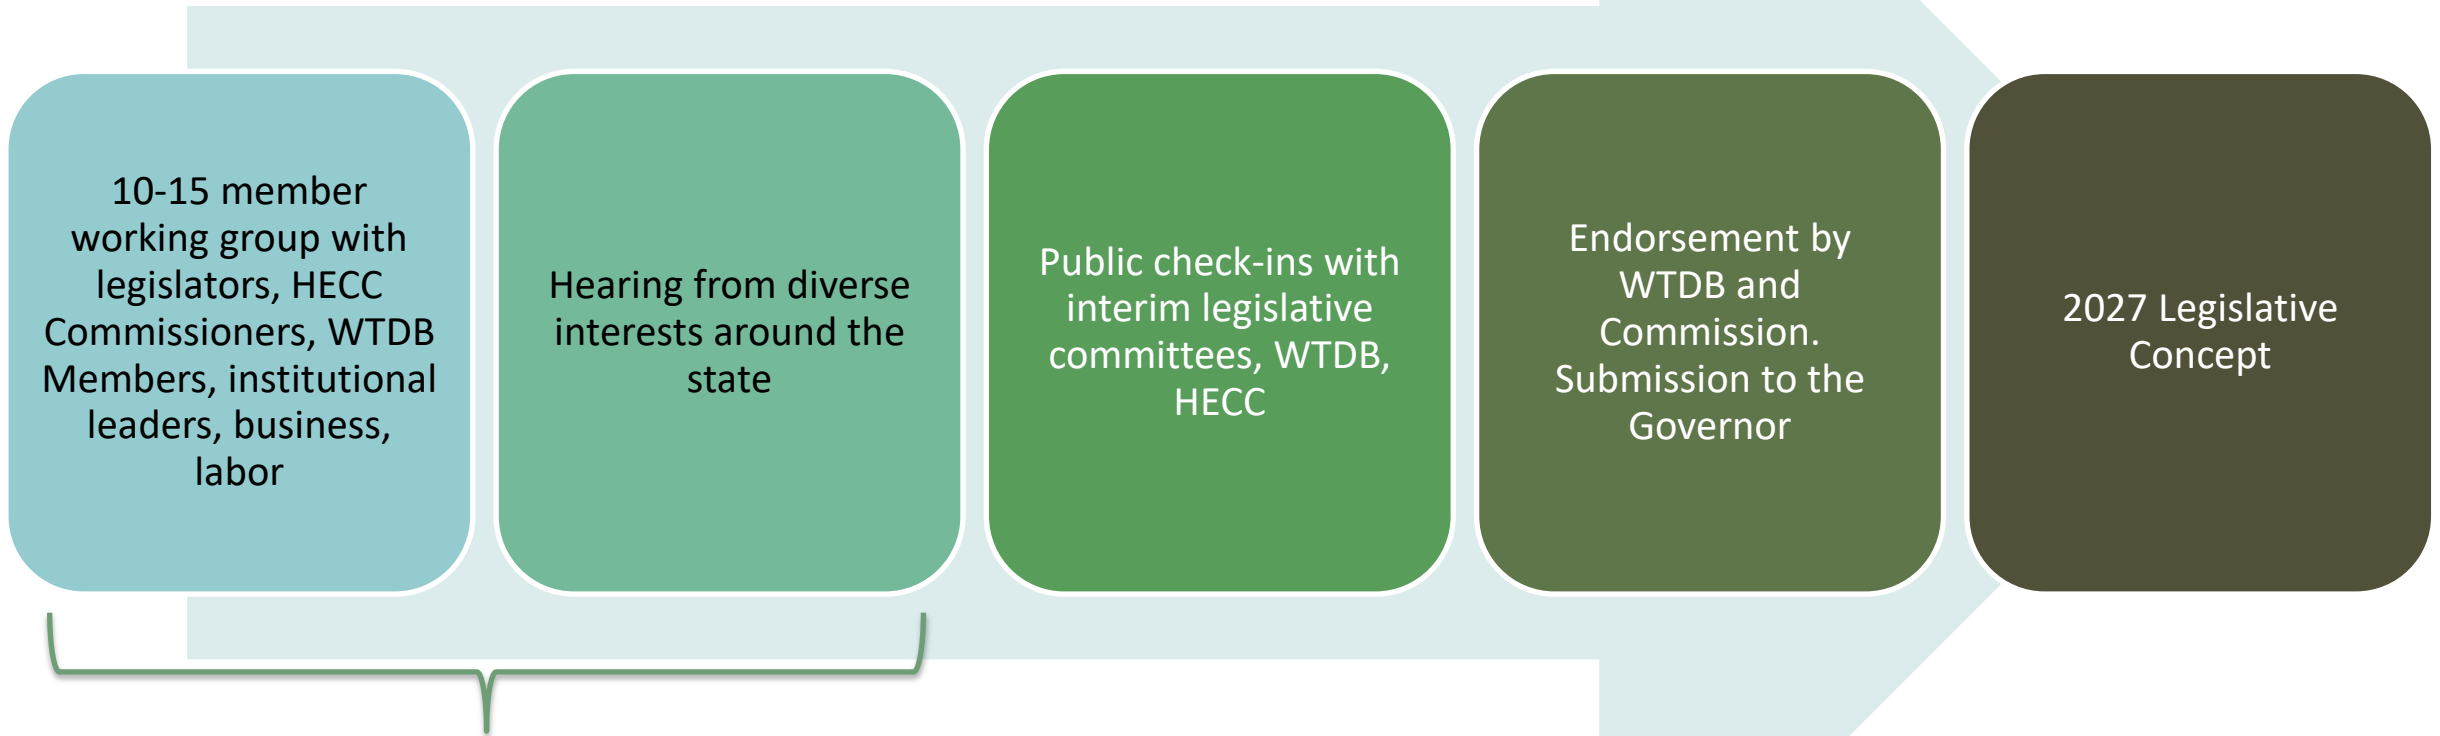 10-15 member
working group with
legislators, HECC
Commissioners, WTDB
Members, institutional
leaders, business,
labor
Hearing from diverse
interests around the
state
Public check-ins with
interim legislative
committees, WTDB,
HECC
Endorsement by
WTDB and
Commission.
Submission to the
Governor
2027 Legislative
Concept